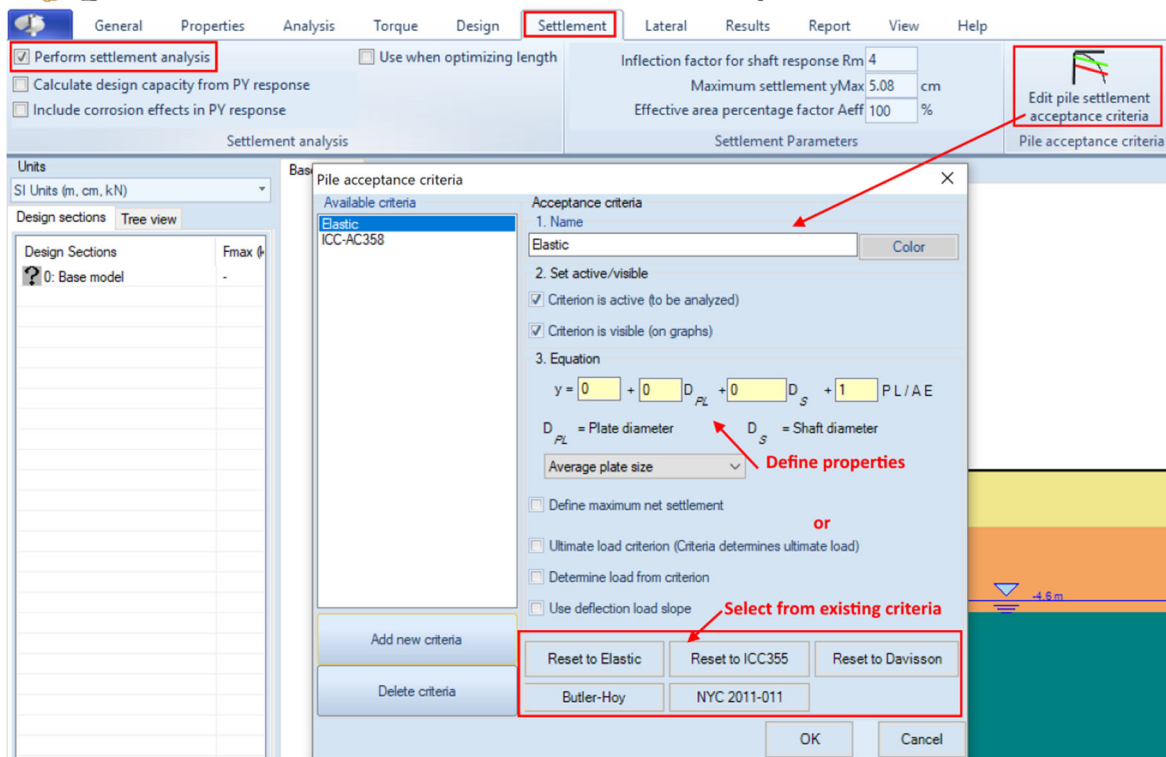 General Properties Analysis Torque Design Settlement Lateral Results Report View Help
Perform settlement analysis
Use when optimizing length
Calculate design capacity from PY response
Include corrosion effects in PY response
Settlement analysis
Inflection factor for shaft response Rm 4
Maximum settlement yMax 5.08 cm
Effective area percentage factor Aeff 100 %
Settlement Parameters
Edit pile settlement
acceptance criteria
Pile acceptance criteria
Units
SI Units (m, cm, kN)
Design sections Tree view
Design Sections Fmax (k
0: Base model -
Bas
Pile acceptance criteria
Available criteria
Elastic
ICC-AC358
Add new criteria
Delete criteria
Acceptance criteria
1. Name
Elastic Color
2. Set active/visible
Criterion is active (to be analyzed)
Criterion is visible (on graphs)
3. Equation
y = 0 + 0 D PL + 0 D S + 1 P L / A E
D PL = Plate diameter D S = Shaft diameter
Average plate size
Define properties
Define maximum net settlement
or
Ultimate load criterion (Criteria determines ultimate load)
Determine load from criterion
Use deflection load slope
Select from existing criteria
Reset to Elastic Reset to ICC355 Reset to Davisson
Butler-Hoy NYC 2011-011
OK Cancel
-4.6 m